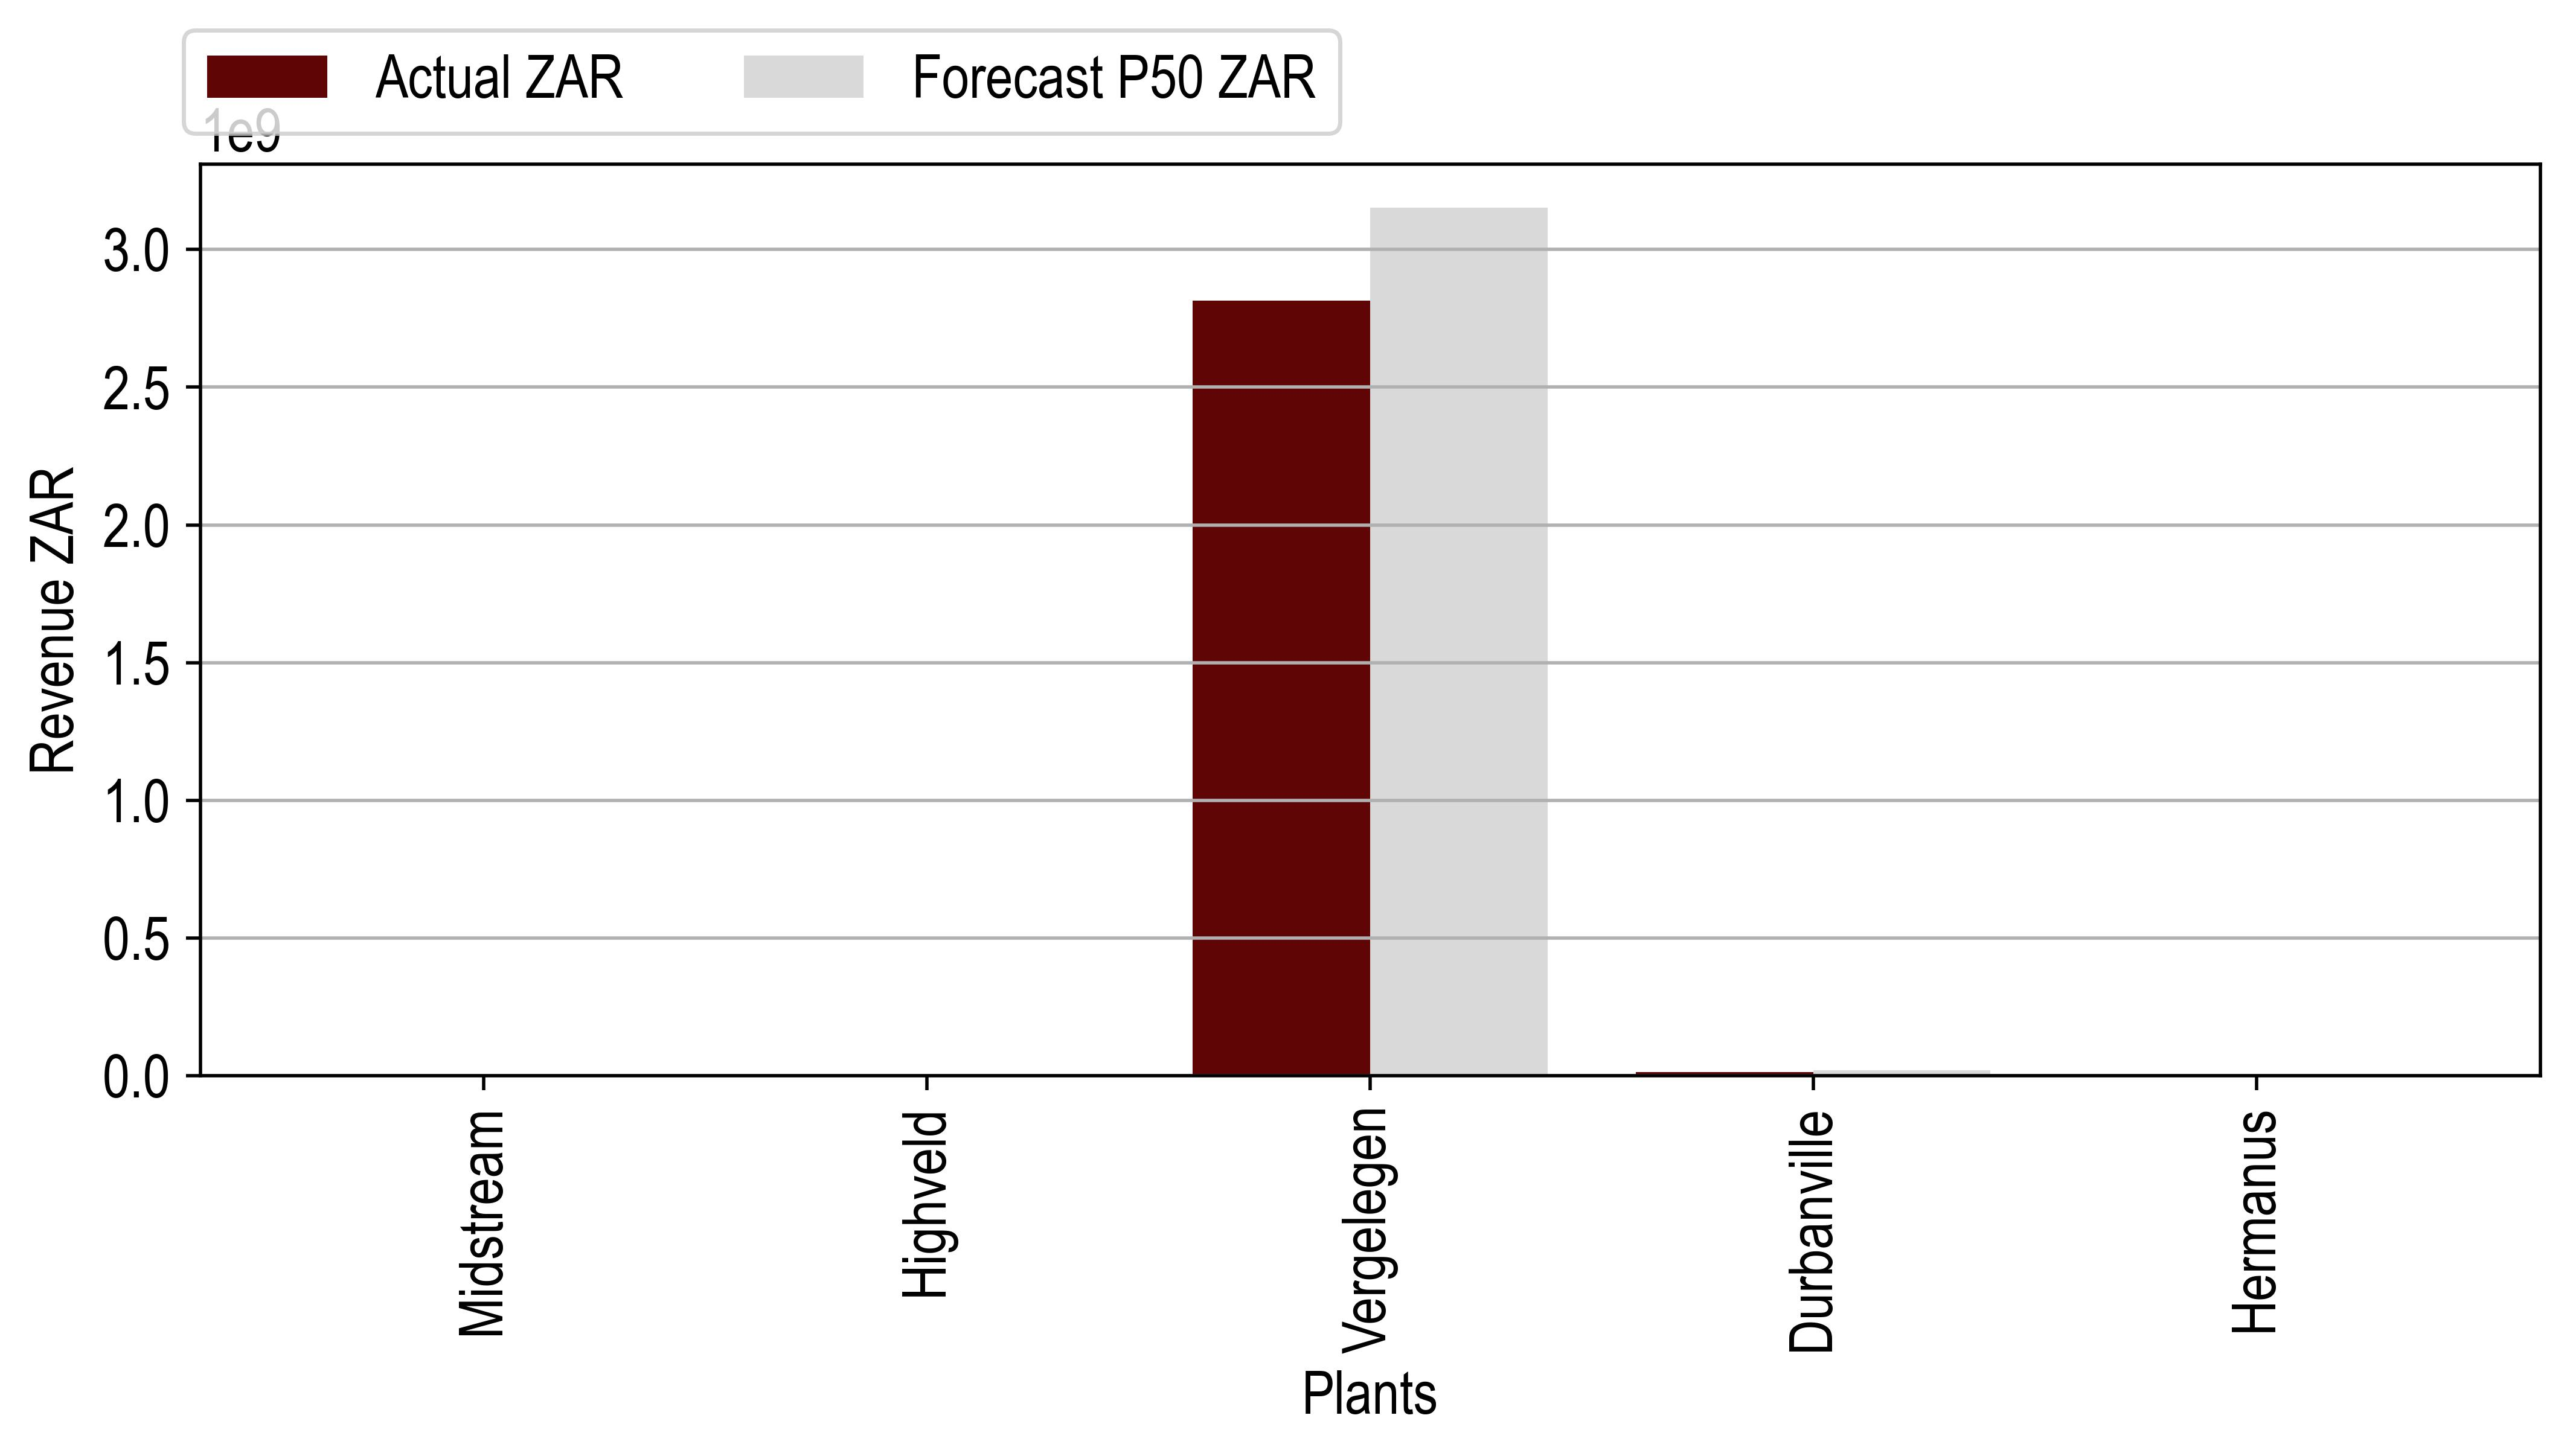 Actual ZAR Forecast P50 ZAR
1e9
3.0
2.5
2.0
1.5
1.0
0.5
0.0
Revenue ZAR
Midstream
Highveld
Vergelegen
Durbanville
Hermanus
Plants